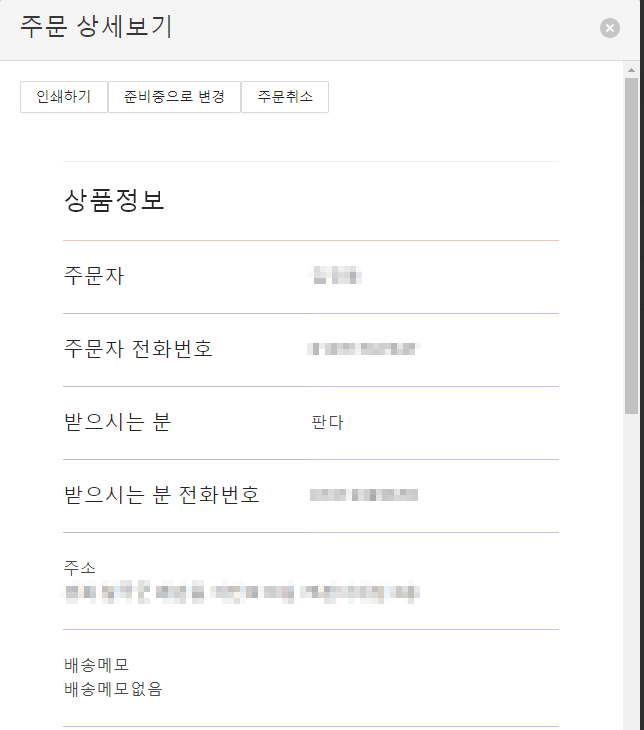 주문 상세보기
인쇄하기 준비중으로 변경 주문취소
상품정보
주문자
주문자 전화번호
받으시는 분 판다
받으시는 분 전화번호
주소
배송메모
배송메모없음